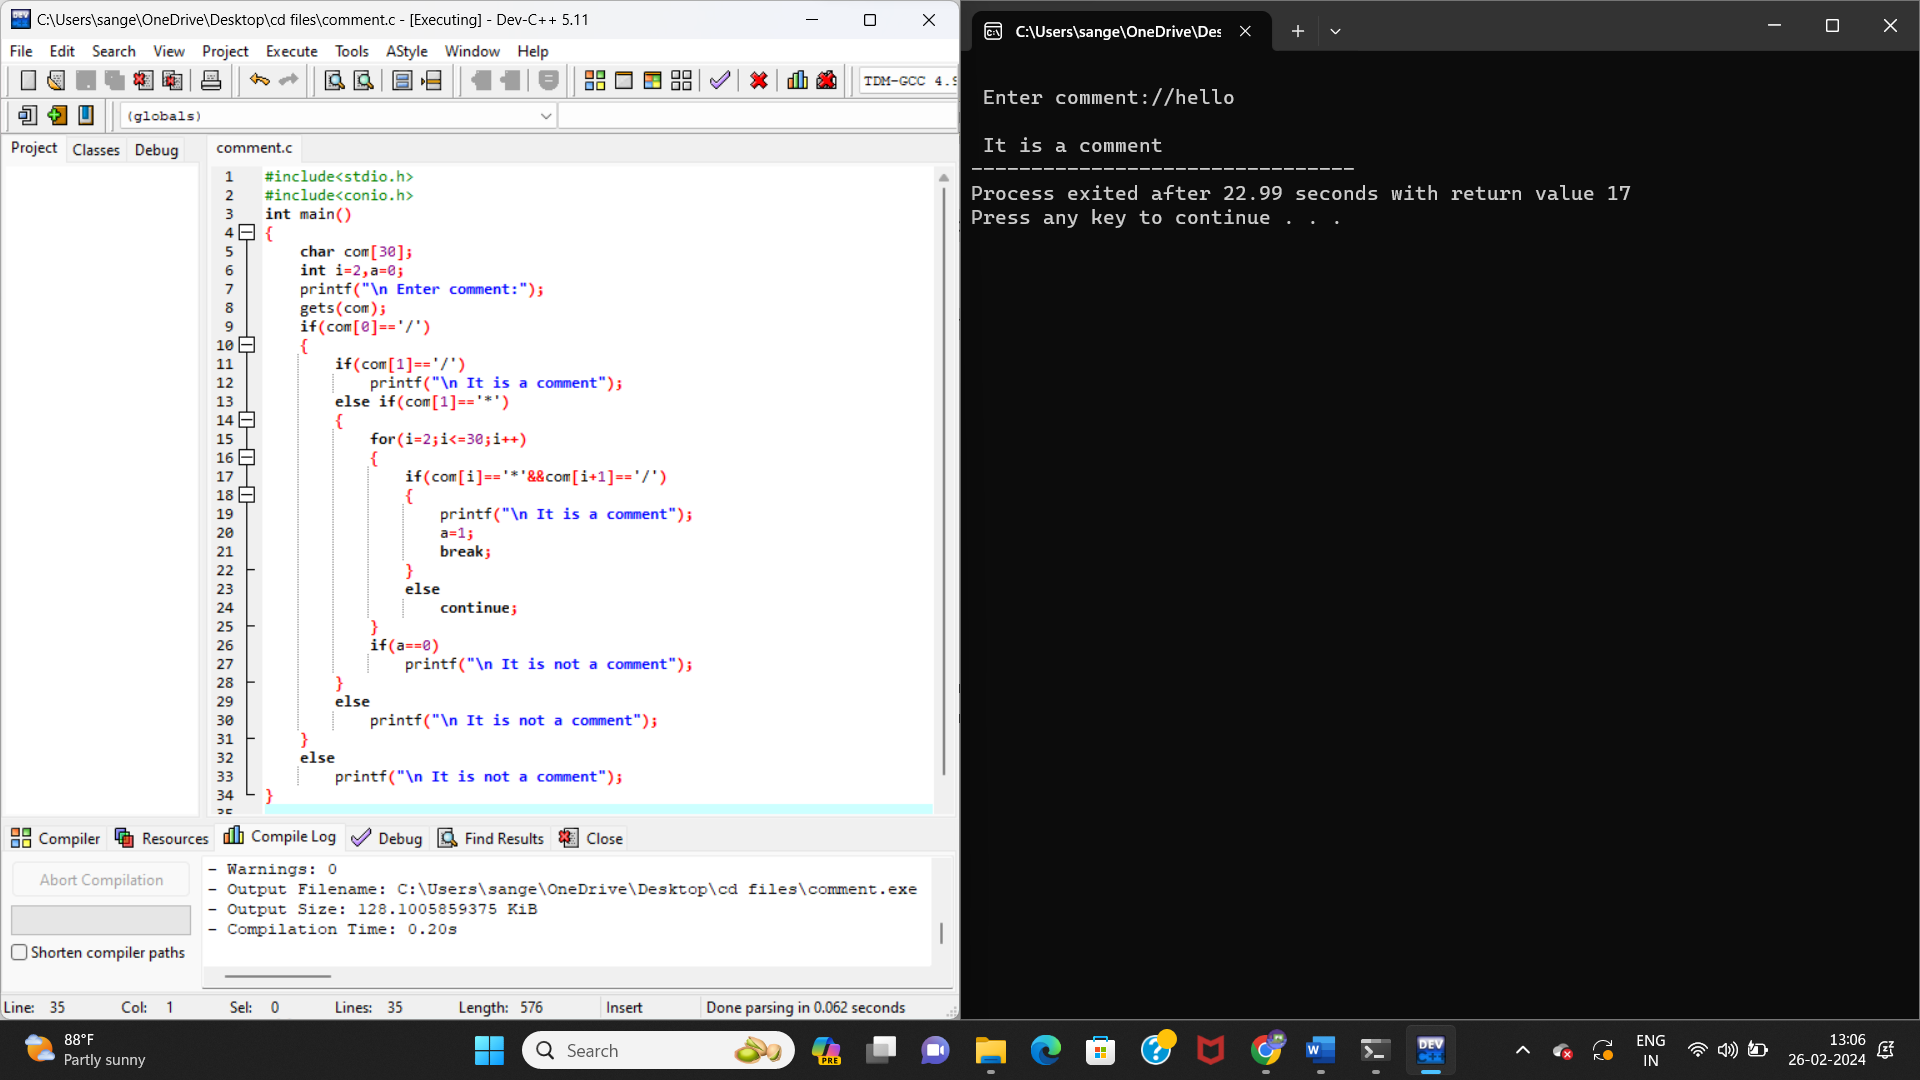 C:\Users\sange\OneDrive\Desktop\cd files\comment.c - [Executing] - Dev-C++ 5.11
File Edit Search View Project Execute Tools AStyle Window Help
TDM-GCC 4.9
(globals)
Project Classes Debug
comment.c
1 #include<stdio.h>
2 #include<conio.h>
3 int main()
4 {
5 char com[30];
6 int i=2,a=0;
7 printf("\n Enter comment:");
8 gets(com);
9 if(com[0]=='/')
10 {
11 if(com[1]=='/')
12 printf("\n It is a comment");
13 else if(com[1]=='*')
14 {
15 for(i=2;i<=30;i++)
16 {
17 if(com[i]=='*'&&com[i+1]=='/')
18 {
19 printf("\n It is a comment");
20 a=1;
21 break;
22 }
23 else
24 continue;
25 }
26 if(a==0)
27 printf("\n It is not a comment");
28 }
29 else
30 printf("\n It is not a comment");
31 }
32 else
33 printf("\n It is not a comment");
34 }
35
Compiler Resources Compile Log Debug Find Results Close
Abort Compilation
Shorten compiler paths
- Warnings: 0
- Output Filename: C:\Users\sange\OneDrive\Desktop\cd files\comment.exe
- Output Size: 128.1005859375 KiB
- Compilation Time: 0.20s
Line: 35 Col: 1 Sel: 0 Lines: 35 Length: 576 Insert Done parsing in 0.062 seconds
C:\Users\sange\OneDrive\Des
Enter comment://hello
It is a comment
--------------------------------
Process exited after 22.99 seconds with return value 17
Press any key to continue . . .
88°F
Partly sunny
Search
PRE
DEV
C++
ENG
IN
13:06
26-02-2024